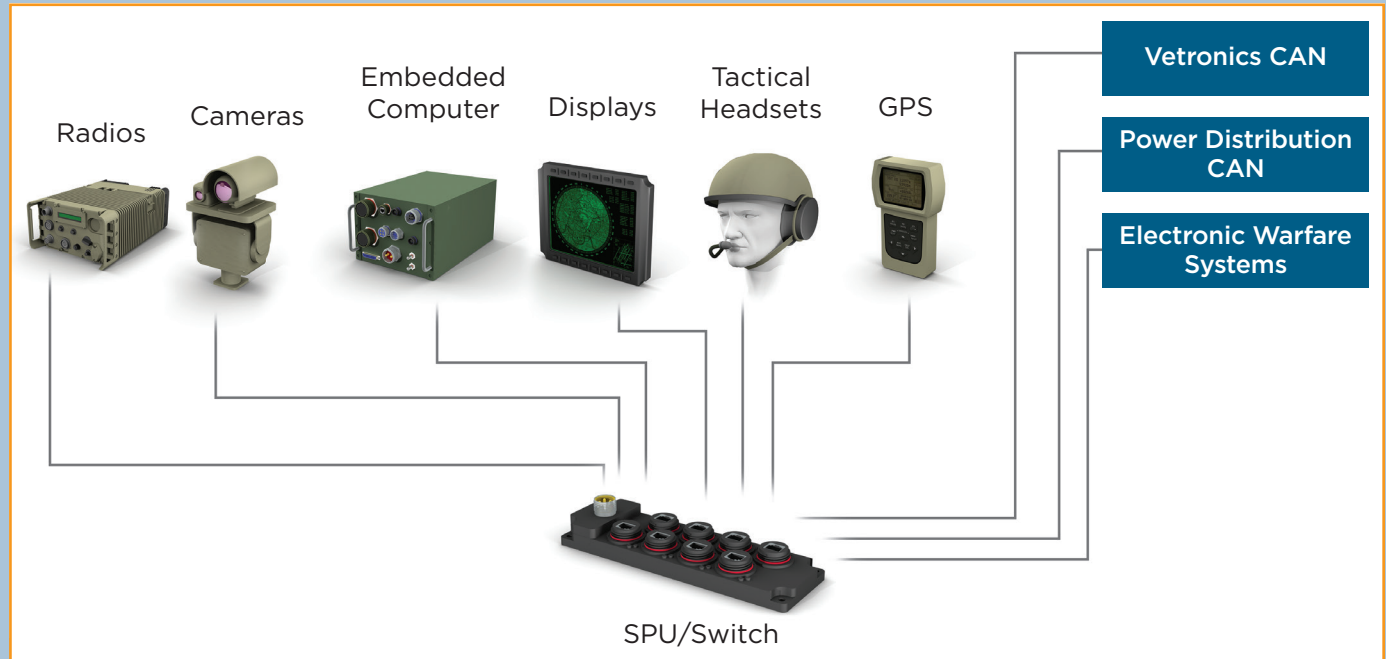 Radios
Cameras
Embedded
Computer
Displays
Tactical
Headsets
GPS
Vetronics CAN
Power Distribution
CAN
Electronic Warfare
Systems
SPU/Switch